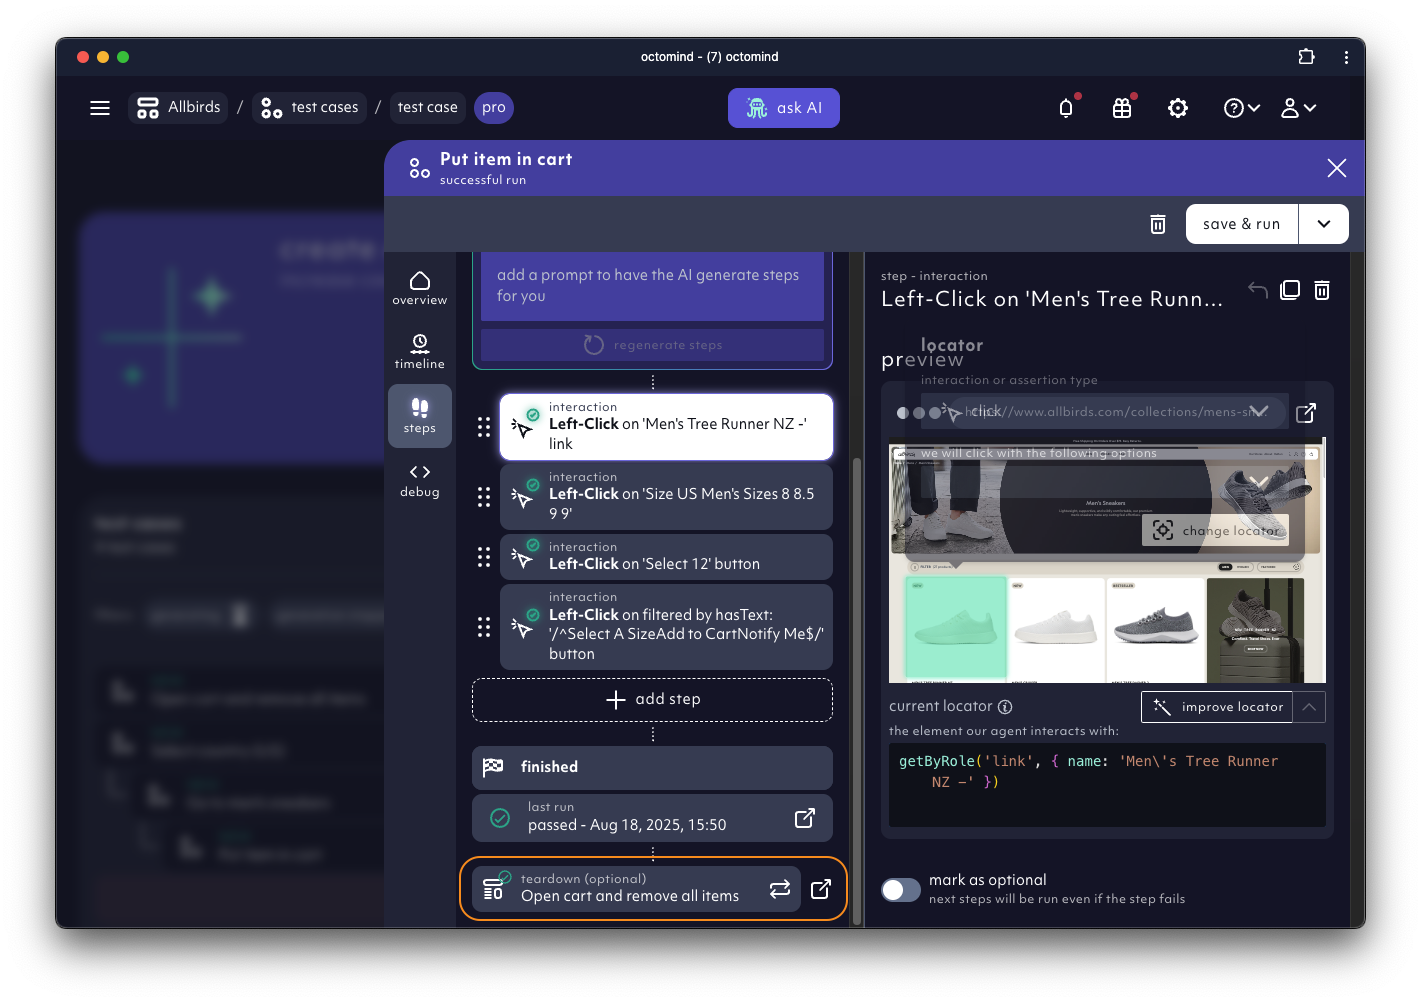 octomind - (7) octomind
Allbirds / test cases / test case pro
ask AI
Put item in cart
successful run
save & run
create
overview
timeline
steps
debug
add a prompt to have the AI generate steps
for you
regenerate steps
interaction
Left-Click on 'Men's Tree Runner NZ -'
link
interaction
Left-Click on 'Size US Men's Sizes 8 8.5
9 9'
interaction
Left-Click on 'Select 12' button
interaction
Left-Click on filtered by hasText:
'/^Select A SizeAdd to CartNotify Me$/'
button
add step
finished
last run
passed - Aug 18, 2025, 15:50
teardown (optional)
Open cart and remove all items
step - interaction
Left-Click on 'Men's Tree Runn...
locator
preview
interaction or assertion type
click
https://www.allbirds.com/collections/mens-sn...
we will click with the following options
Men's Sneakers
change locator
current locator
improve locator
the element our agent interacts with:
getByRole('link', { name: 'Men\'s Tree Runner
NZ -' })
mark as optional
next steps will be run even if the step fails